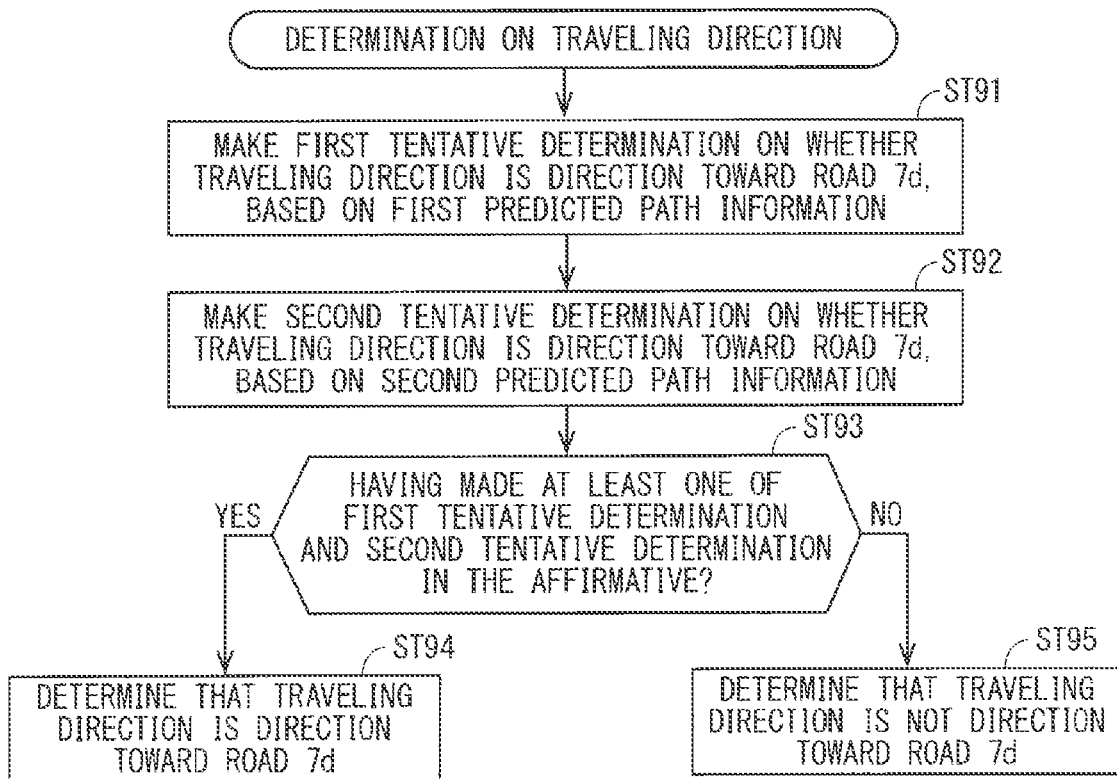 DETERMINATION ON TRAVELING DIRECTION
ST91
MAKE FIRST TENTATIVE DETERMINATION ON WHETHER
TRAVELING DIRECTION IS DIRECTION TOWARD ROAD 7d,
BASED ON FIRST PREDICTED PATH INFORMATION
ST92
MAKE SECOND TENTATIVE DETERMINATION ON WHETHER
TRAVELING DIRECTION IS DIRECTION TOWARD ROAD 7d,
BASED ON SECOND PREDICTED PATH INFORMATION
ST93
HAVING MADE AT LEAST ONE OF
FIRST TENTATIVE DETERMINATION
AND SECOND TENTATIVE DETERMINATION
IN THE AFFIRMATIVE?
YES
NO
ST94
DETERMINE THAT TRAVELING
DIRECTION IS DIRECTION
TOWARD ROAD 7d
ST95
DETERMINE THAT TRAVELING
DIRECTION IS NOT DIRECTION
TOWARD ROAD 7d